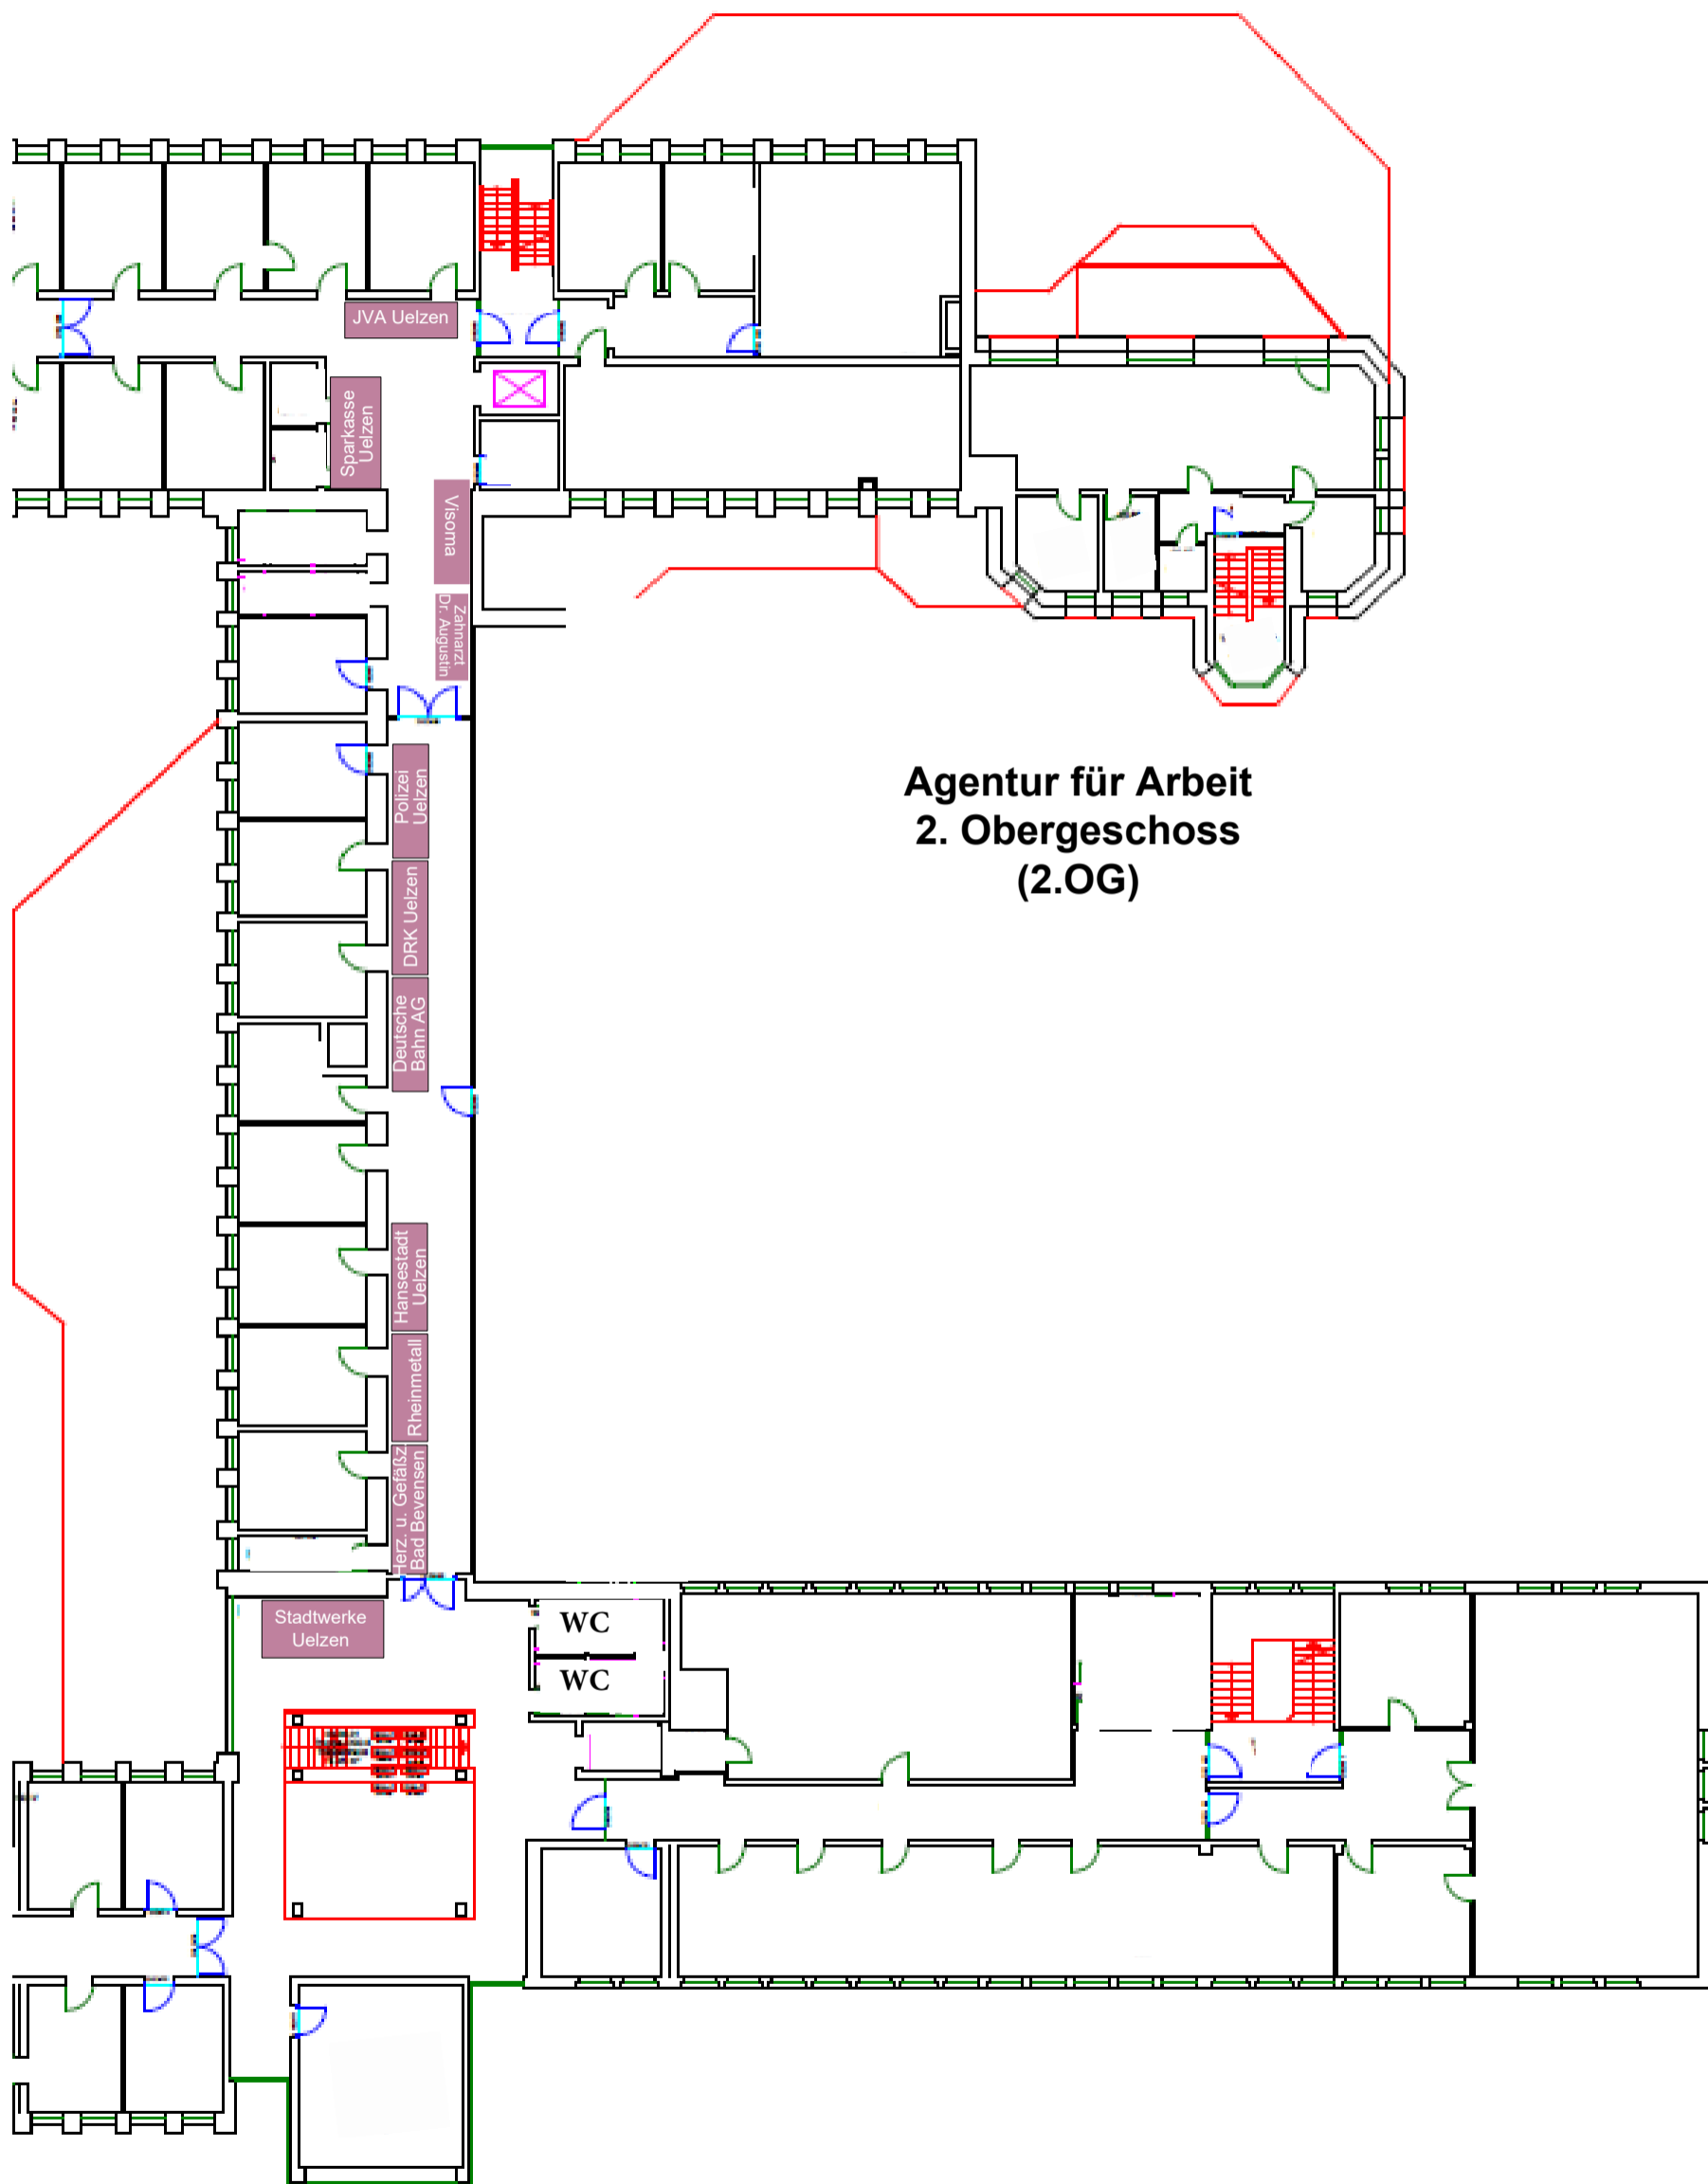 JVA Uelzen
Sparkasse
Uelzen
Visoma
Zahnarzt
Dr. Augustin
Agentur für Arbeit
2. Obergeschoss
(2.OG)
Polizei
Uelzen
DRK Uelzen
Deutsche
Bahn AG
Hansestadt
Uelzen
Rheinmetall
Herz. u. Gefäßz
Bad Bevensen
Stadtwerke
Uelzen
WC
WC